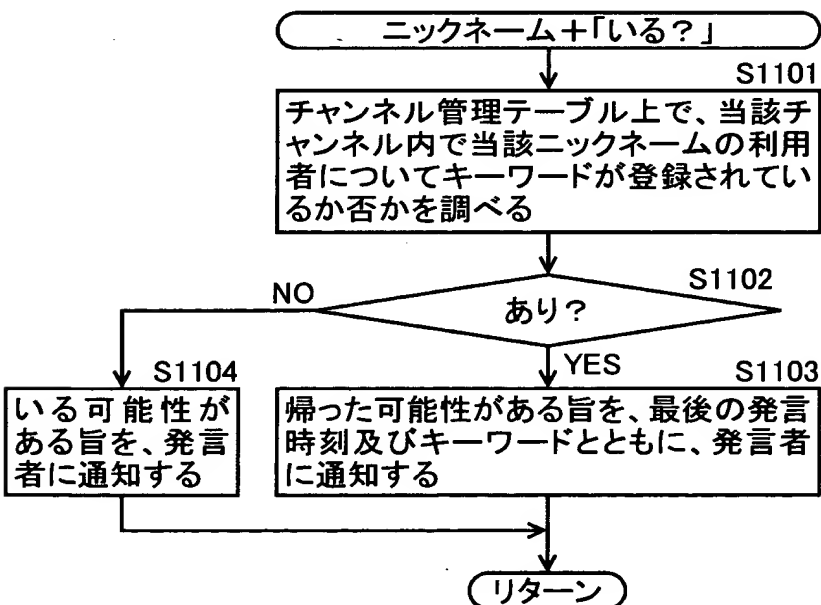 ニックネーム+「いる?」
S1101
チャンネル管理テーブル上で、当該チ
ャンネル内で当該ニックネームの利用
者についてキーワードが登録されてい
るか否かを調べる
S1102
あり?
NO
YES
S1104
いる可能性が
ある旨を、発言
者に通知する
S1103
帰った可能性がある旨を、最後の発言
時刻及びキーワードとともに、発言者
に通知する
リターン